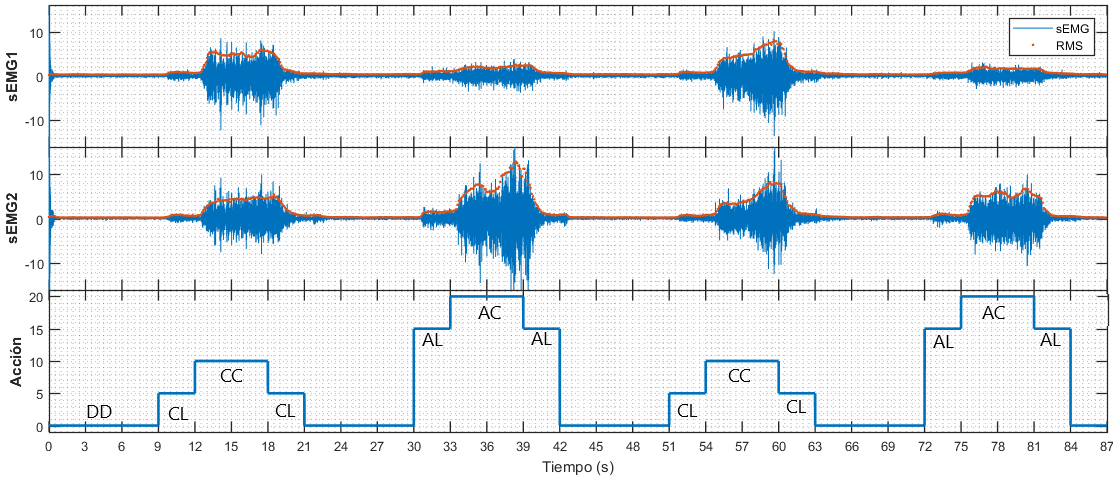 sEMG
RMS
sEMG1
10
0
-10
sEMG2
10
0
-10
Acción
20
15
10
5
0
DD
CL
CC
CL
AL
AC
AL
CL
CC
CL
AL
AC
AL
0 3 6 9 12 15 18 21 24 27 30 33 36 39 42 45 48 51 54 57 60 63 66 69 72 75 78 81 84 87
Tiempo (s)